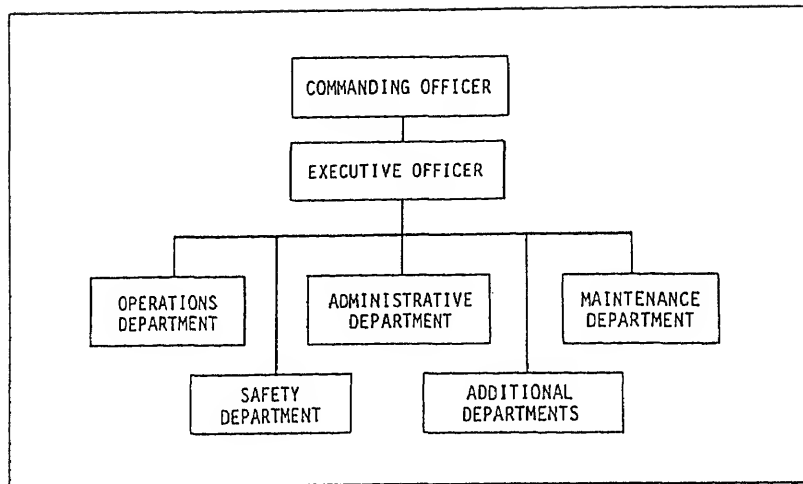 COMMANDING OFFICER
EXECUTIVE OFFICER
OPERATIONS
DEPARTMENT
ADMINISTRATIVE
DEPARTMENT
MAINTENANCE
DEPARTMENT
SAFETY
DEPARTMENT
ADDITIONAL
DEPARTMENTS